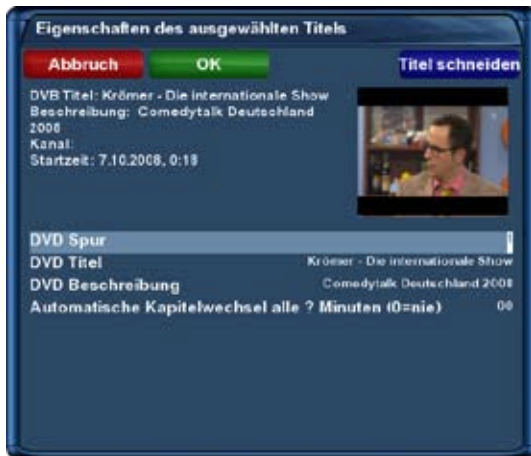 Eigenschaften des ausgewählten Titels
Abbruch OK Titel schneiden
DVB Titel: Krömer - Die internationale Show
Beschreibung: Comedytalk Deutschland
2008
Kanal:
Startzeit: 7.10.2008, 0:18
DVD Spur
DVD Titel Krömer - Die internationale Show
DVD Beschreibung Comedytalk Deutschland 2008
Automatische Kapitelwechsel alle ? Minuten (0=nie) 00